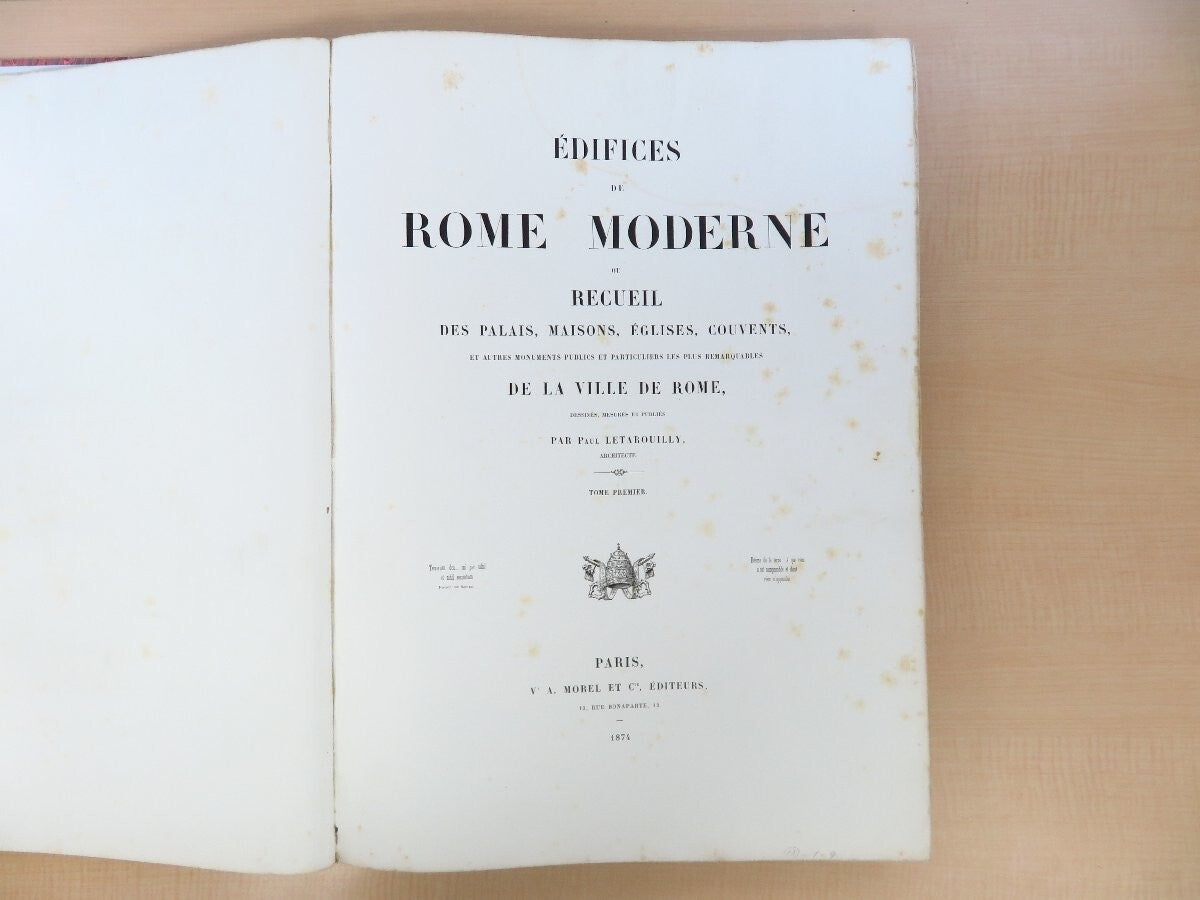 ÉDIFICES
DE
ROME MODERNE
OU
RECUEIL
DES PALAIS, MAISONS, ÉGLISES, COUVENTS,
ET AUTRES MONUMENTS PUBLICS ET PARTICULIERS LES PLUS REMARQUABLES
DE LA VILLE DE ROME,
DESSINÉS, MESURÉS ET PUBLIÉS
PAR PAUL LETAROUILLY,
ARCHITECTE.
TOME PREMIER.
PARIS,
Vᵉ A. MOREL ET Cⁱᵉ, ÉDITEURS,
13, RUE BONAPARTE, 13
1874